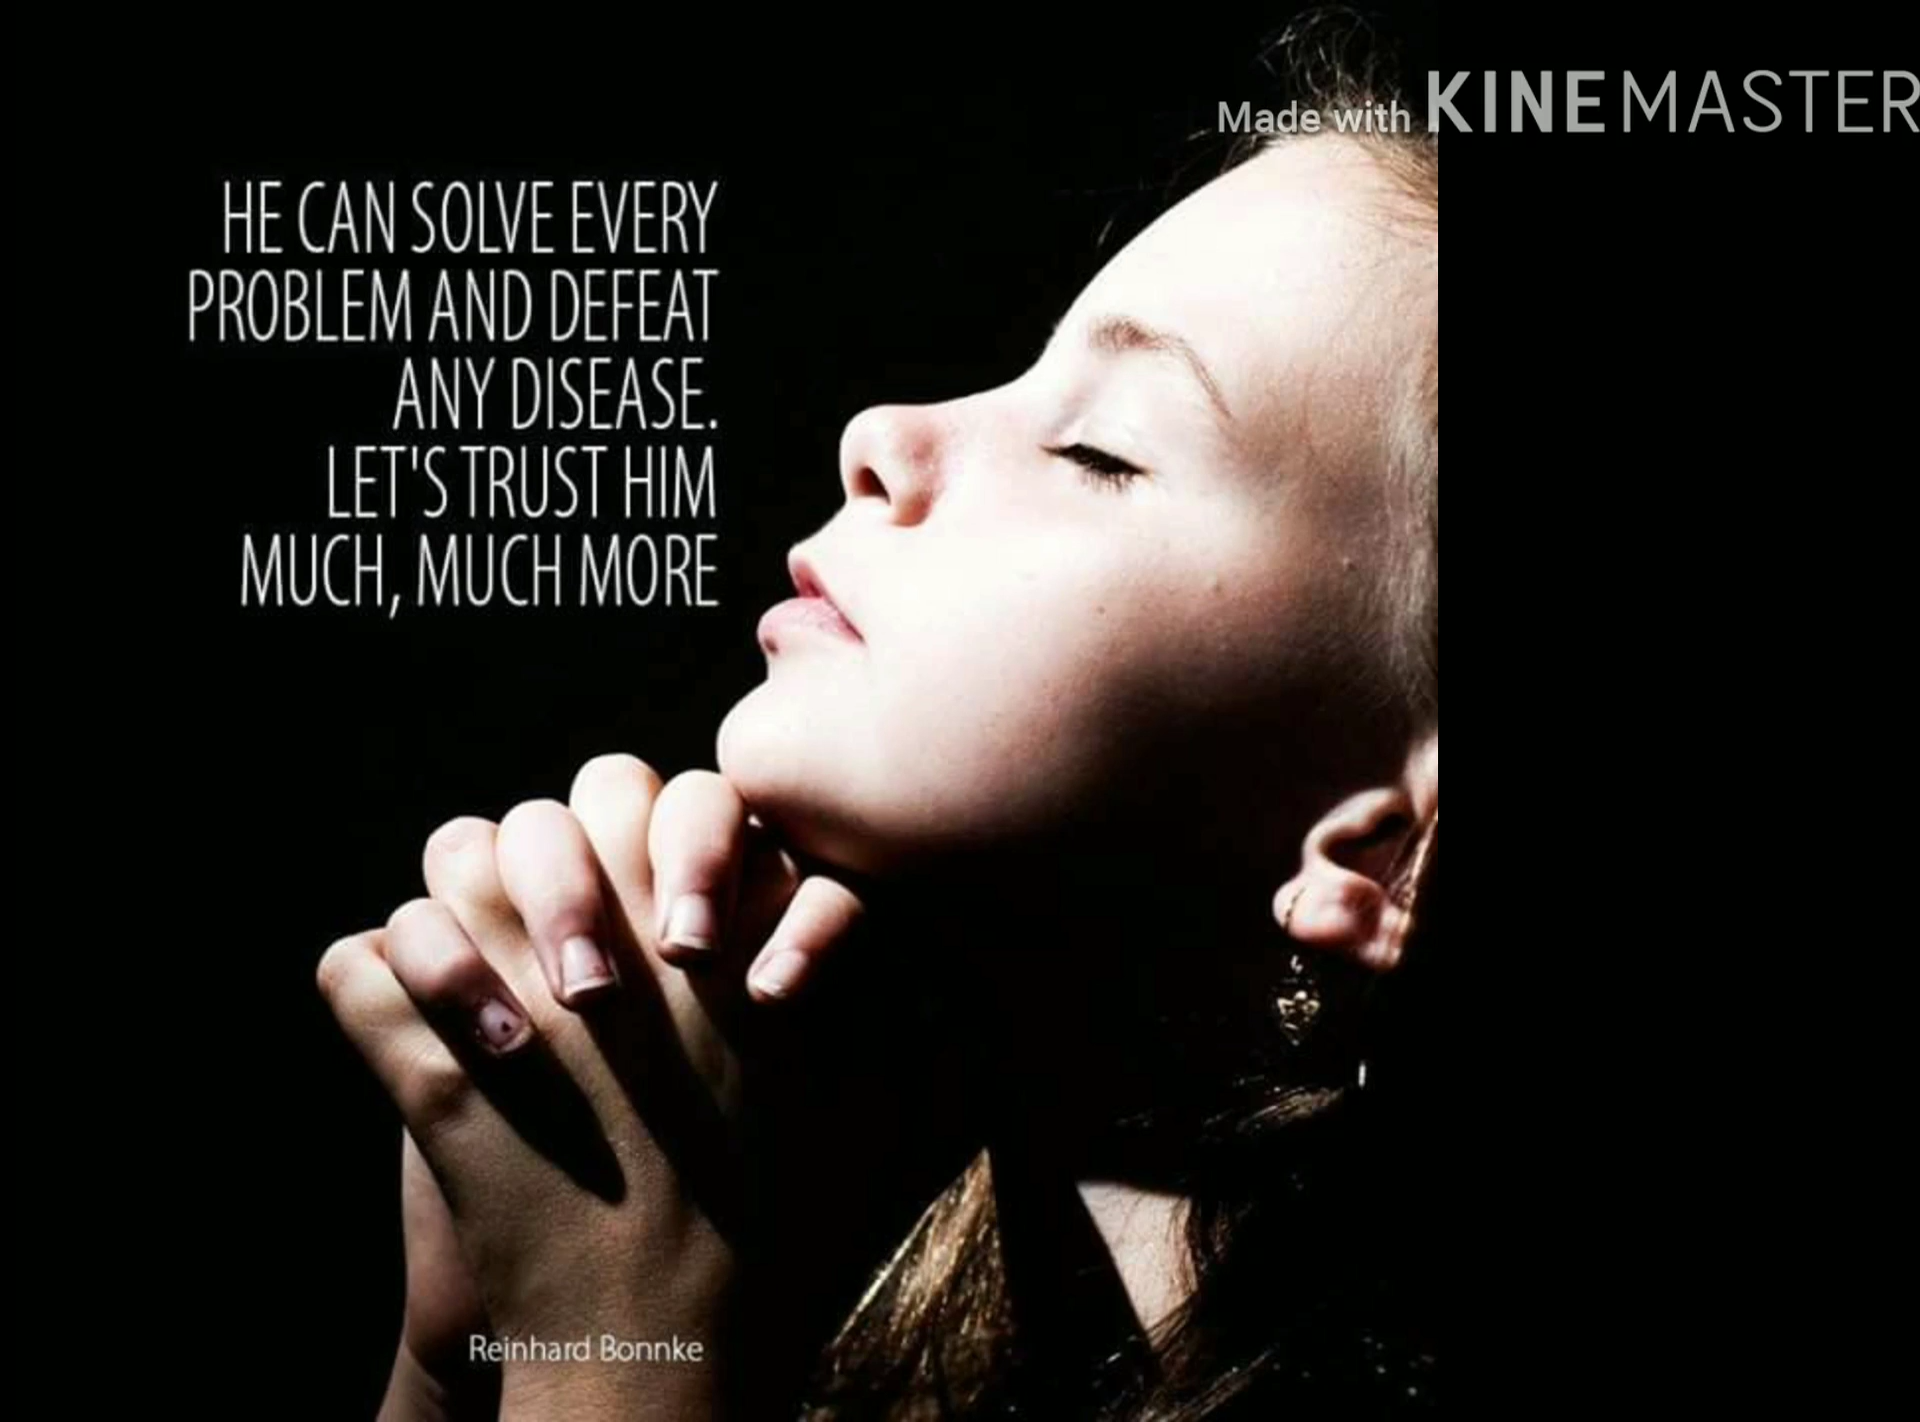 Made with KINEMASTER
HE CAN SOLVE EVERY
PROBLEM AND DEFEAT
ANY DISEASE.
LET'S TRUST HIM
MUCH, MUCH MORE
Reinhard Bonnke